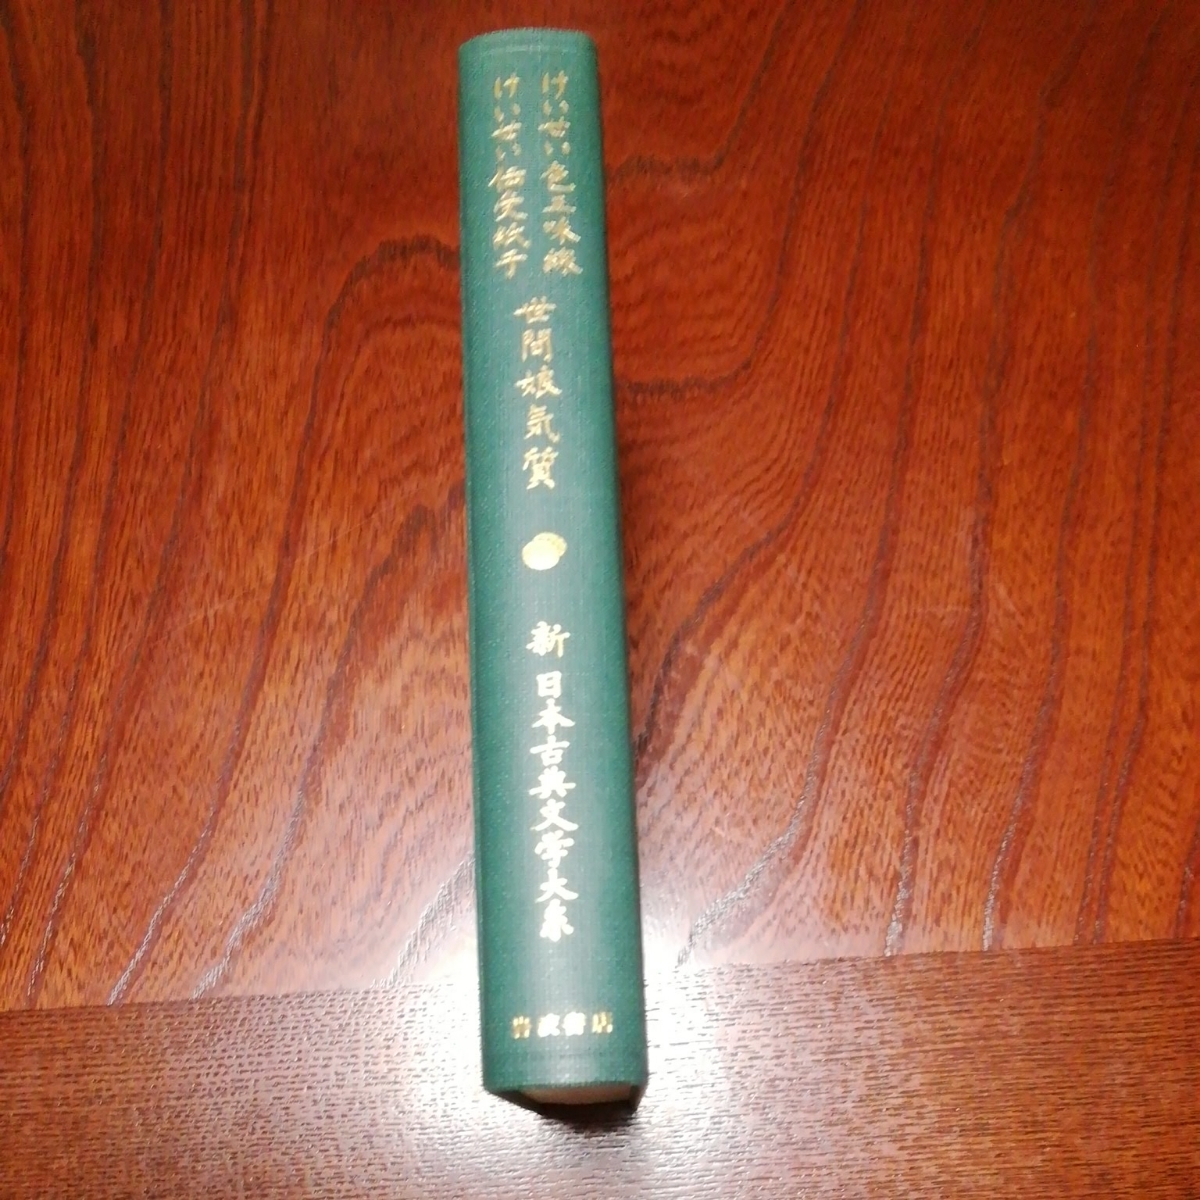 けいせい色三味線
けいせい伝受紙子
世間娘気質
新 日本古典文学大系
岩波書店